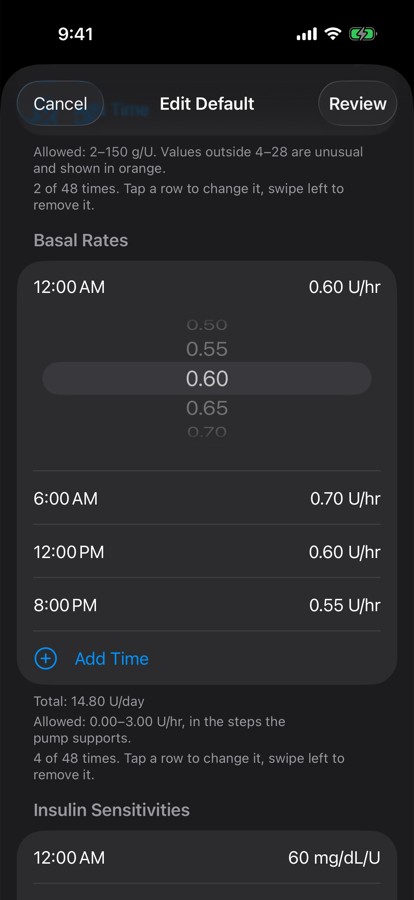 9:41
Cancel
Edit Default
Review
Allowed: 2–150 g/U. Values outside 4–28 are unusual
and shown in orange.
2 of 48 times. Tap a row to change it, swipe left to
remove it.
Basal Rates
12:00 AM 0.60 U/hr
0.50
0.55
0.60
0.65
0.70
6:00 AM 0.70 U/hr
12:00 PM 0.60 U/hr
8:00 PM 0.55 U/hr
Add Time
Total: 14.80 U/day
Allowed: 0.00–3.00 U/hr, in the steps the
pump supports.
4 of 48 times. Tap a row to change it, swipe left to
remove it.
Insulin Sensitivities
12:00 AM 60 mg/dL/U